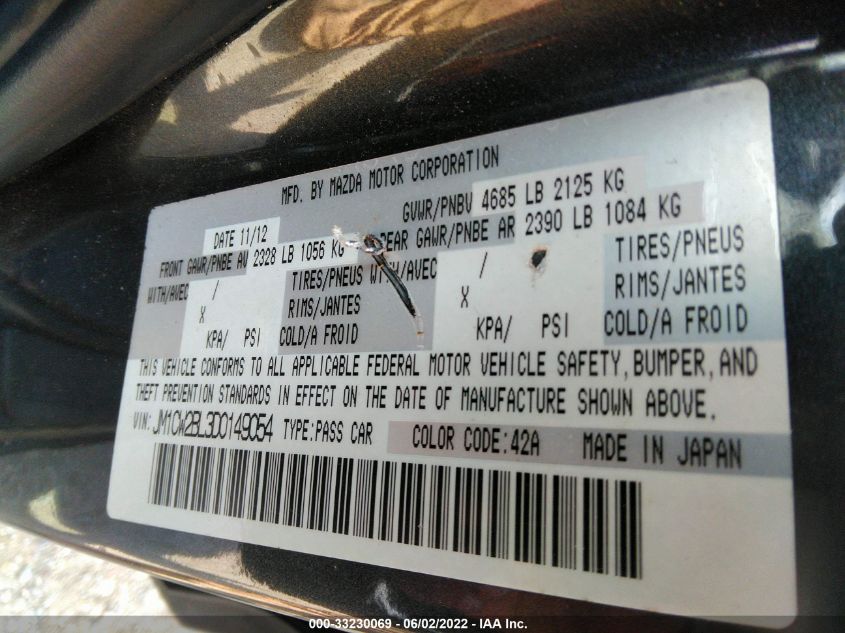 MFD. BY MAZDA MOTOR CORPORATION
DATE 11/12 GVWR/PNBV 4685 LB 2125 KG
FRONT GAWR/PNBE AV 2328 LB 1056 KG REAR GAWR/PNBE AR 2390 LB 1084 KG
WITH/AVEC / TIRES/PNEUS WITH/AVEC / TIRES/PNEUS
X RIMS/JANTES X RIMS/JANTES
KPA/ PSI COLD/A FROID KPA/ PSI COLD/A FROID
THIS VEHICLE CONFORMS TO ALL APPLICABLE FEDERAL MOTOR VEHICLE SAFETY, BUMPER, AND
THEFT PREVENTION STANDARDS IN EFFECT ON THE DATE OF MANUFACTURE SHOWN ABOVE.
VIN: JM1CW2BL3D0149054 TYPE:PASS CAR COLOR CODE:42A MADE IN JAPAN
000-33230069 - 06/02/2022 - IAA Inc.